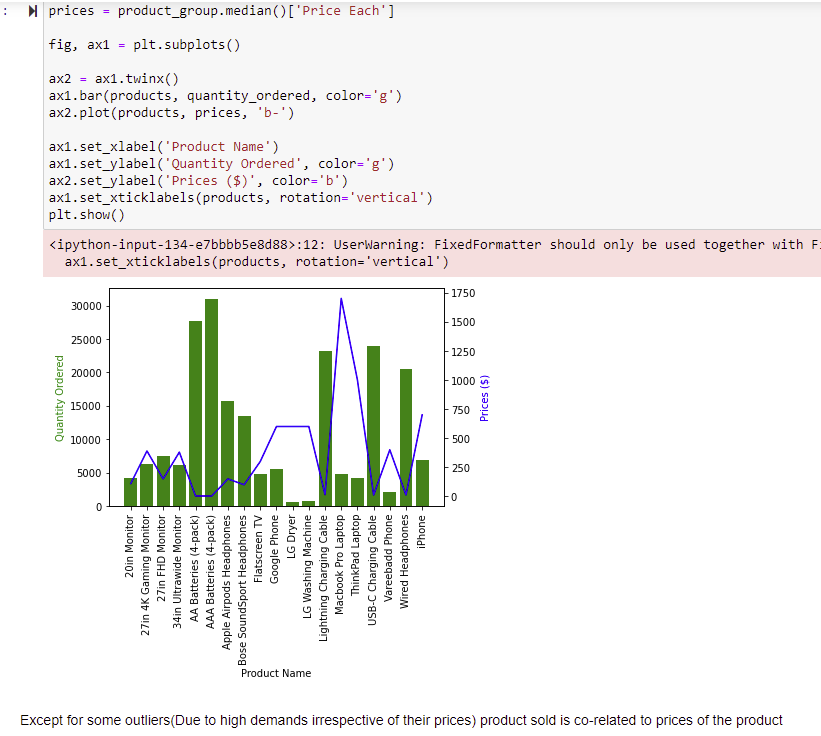 prices = product_group.median()['Price Each']
fig, ax1 = plt.subplots()
ax2 = ax1.twinx()
ax1.bar(products, quantity_ordered, color='g')
ax2.plot(products, prices, 'b-')
ax1.set_xlabel('Product Name')
ax1.set_ylabel('Quantity Ordered', color='g')
ax2.set_ylabel('Prices ($)', color='b')
ax1.set_xticklabels(products, rotation='vertical')
plt.show()
<ipython-input-134-e7bbbb5e8d88>:12: UserWarning: FixedFormatter should only be used together with F
ax1.set_xticklabels(products, rotation='vertical')
Quantity Ordered
30000
25000
20000
15000
10000
5000
0
1750
1500
1250
1000
750
500
250
0
Prices ($)
20in Monitor
27in 4K Gaming Monitor
27in FHD Monitor
34in Ultrawide Monitor
AA Batteries (4-pack)
AAA Batteries (4-pack)
Apple Airpods Headphones
Bose SoundSport Headphones
Flatscreen TV
Google Phone
LG Dryer
LG Washing Machine
Lightning Charging Cable
Macbook Pro Laptop
ThinkPad Laptop
USB-C Charging Cable
Vareebadd Phone
Wired Headphones
iPhone
Product Name
Except for some outliers(Due to high demands irrespective of their prices) product sold is co-related to prices of the product